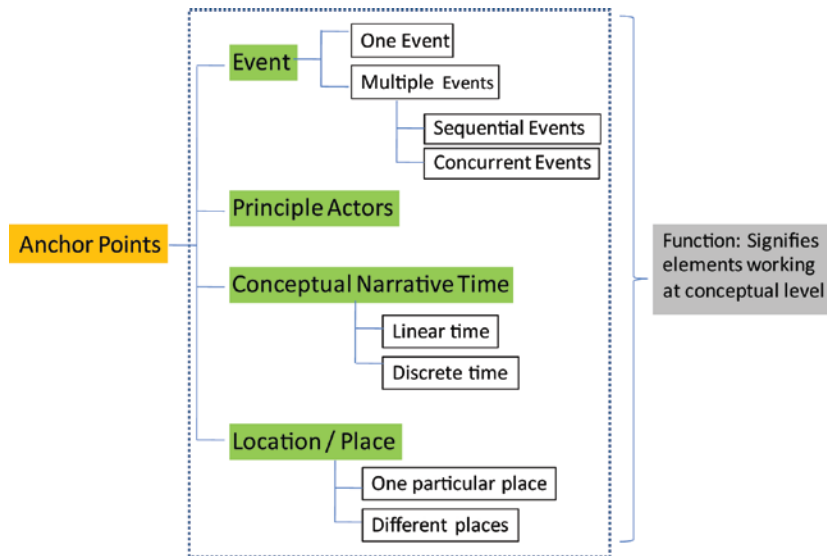 One Event
Event
Multiple Events
Sequential Events
Concurrent Events
Principle Actors
Anchor Points
Function: Signifies
elements working
at conceptual level
Conceptual Narrative Time
Linear time
Discrete time
Location / Place
One particular place
Different places